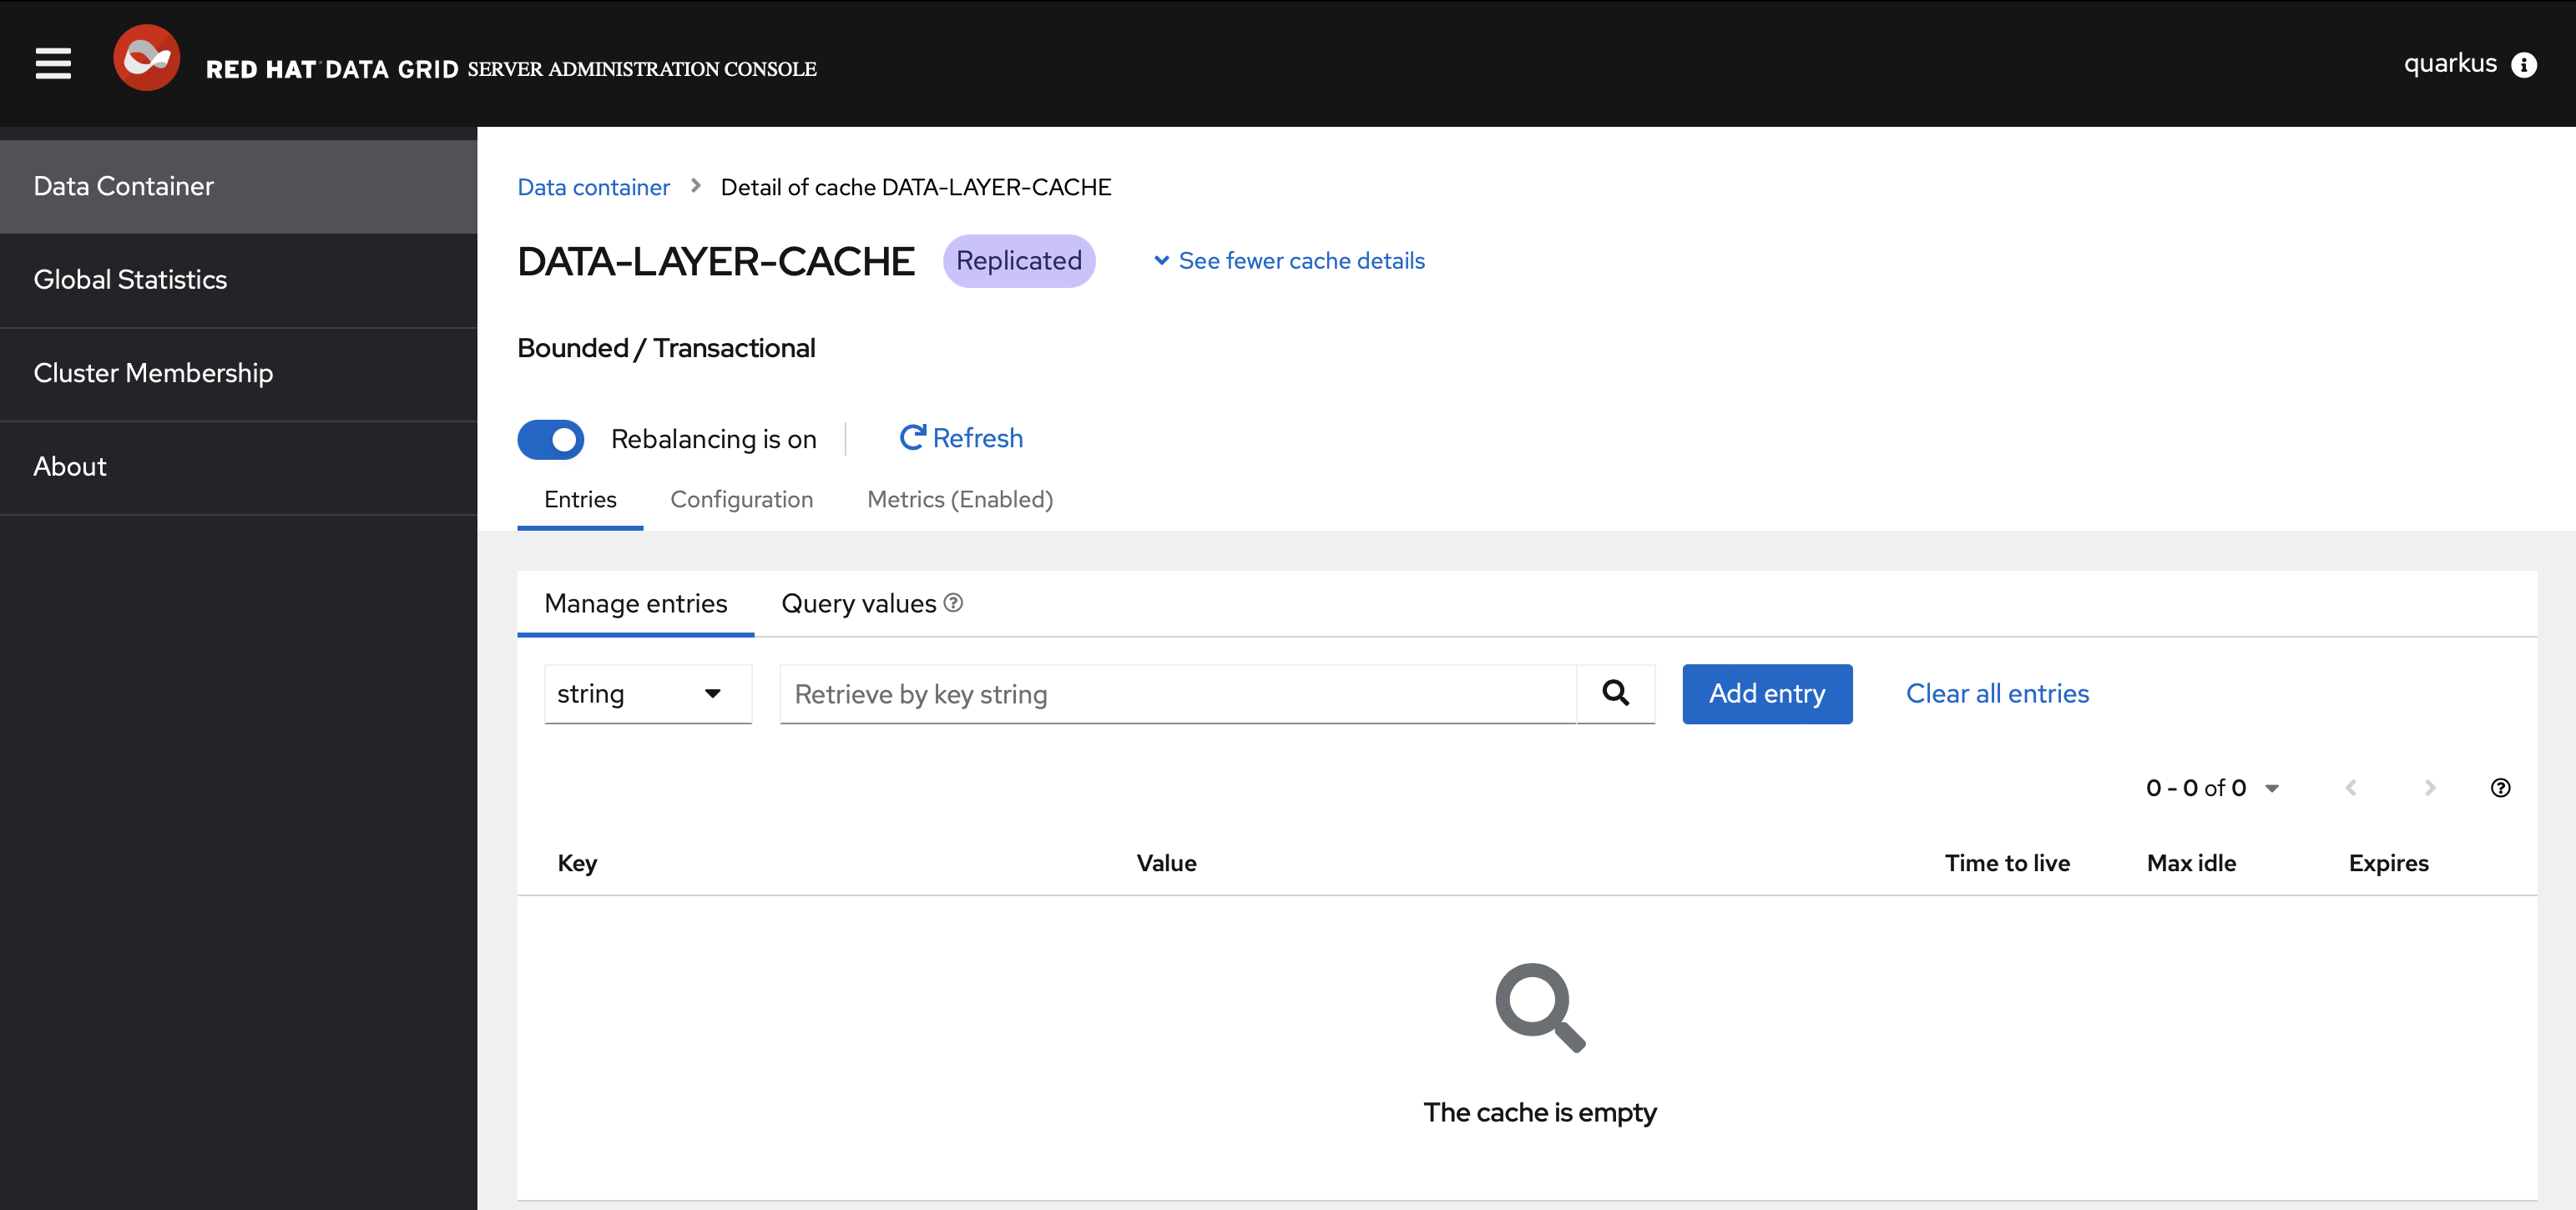 RED HAT DATA GRID SERVER ADMINISTRATION CONSOLE
quarkus
Data Container
Global Statistics
Cluster Membership
About
Data container > Detail of cache DATA-LAYER-CACHE
DATA-LAYER-CACHE Replicated See fewer cache details
Bounded / Transactional
Rebalancing is on Refresh
Entries Configuration Metrics (Enabled)
Manage entries Query values
string Retrieve by key string Add entry Clear all entries
0 - 0 of 0
Key Value Time to live Max idle Expires
The cache is empty